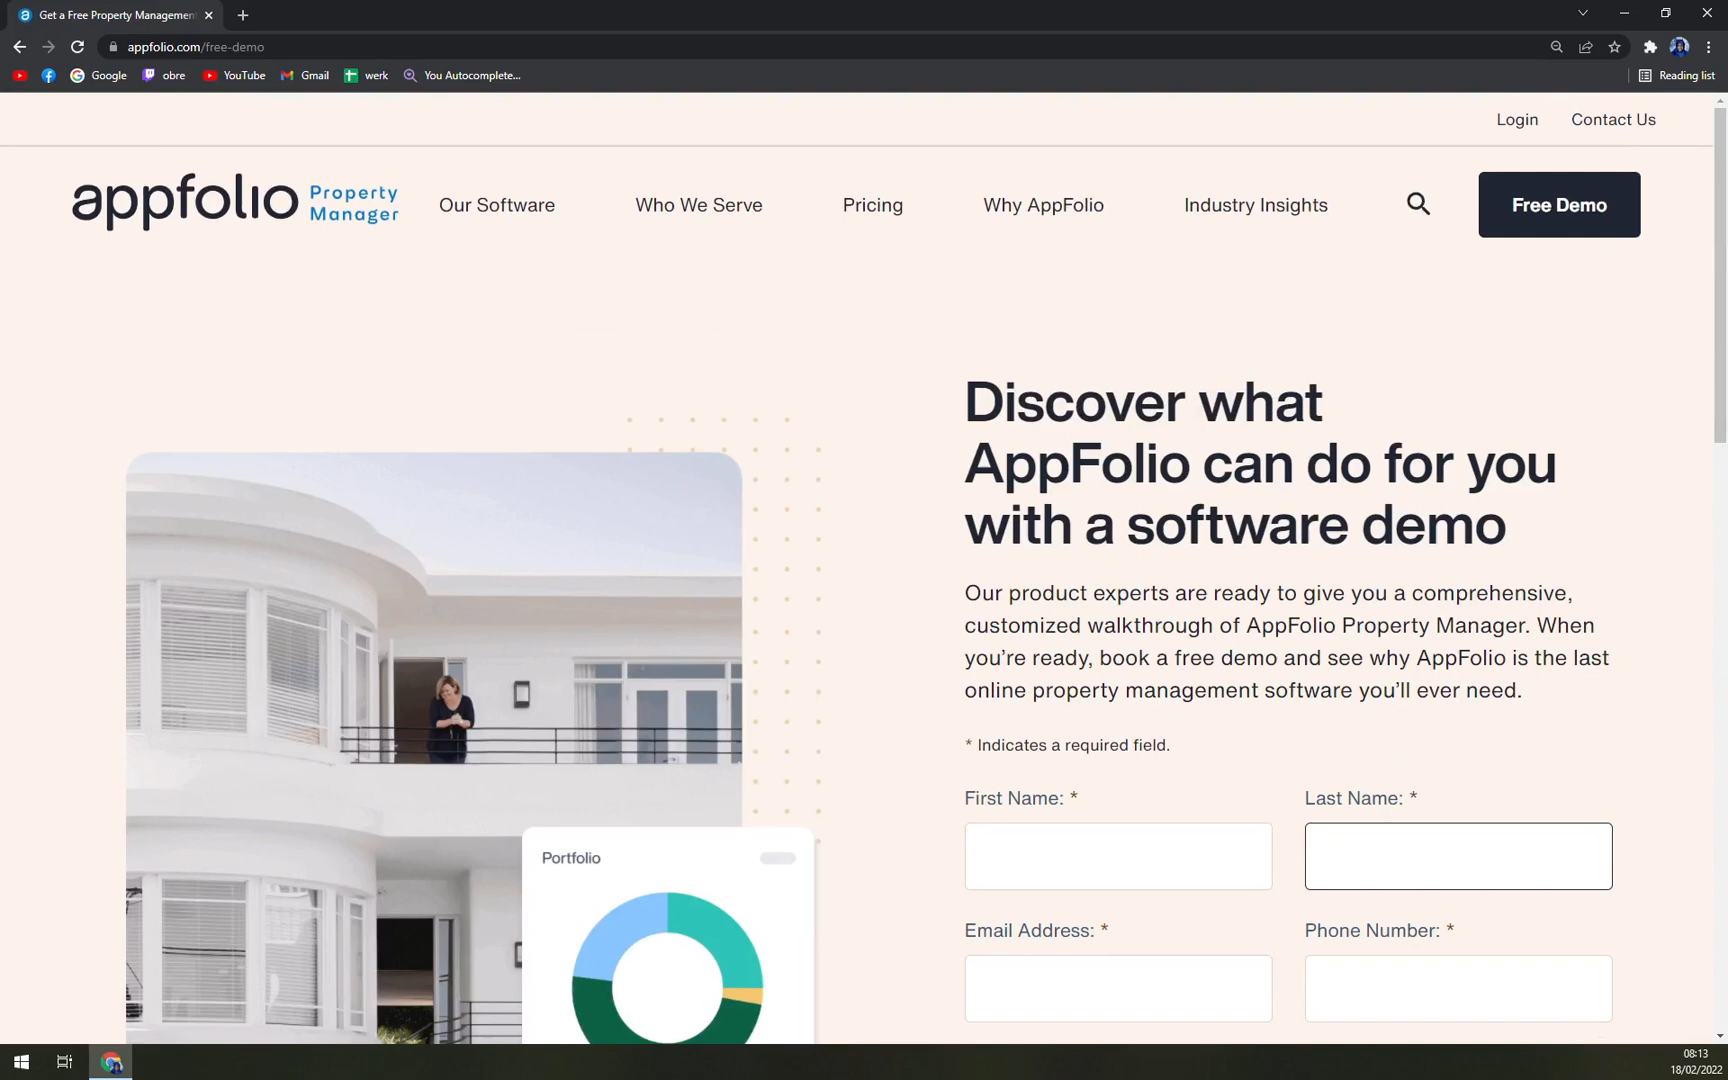 Get a Free Property Management
appfolio.com/free-demo
Google
obre
YouTube
Gmail
werk
You Autocomplete...
Reading list
Login
Contact Us
appfolio Property Manager
Our Software
Who We Serve
Pricing
Why AppFolio
Industry Insights
Free Demo
Discover what
AppFolio can do for you
with a software demo
Our product experts are ready to give you a comprehensive,
customized walkthrough of AppFolio Property Manager. When
you're ready, book a free demo and see why AppFolio is the last
online property management software you'll ever need.
* Indicates a required field.
First Name: *
Last Name: *
Email Address: *
Phone Number: *
Portfolio
08:13
18/02/2022